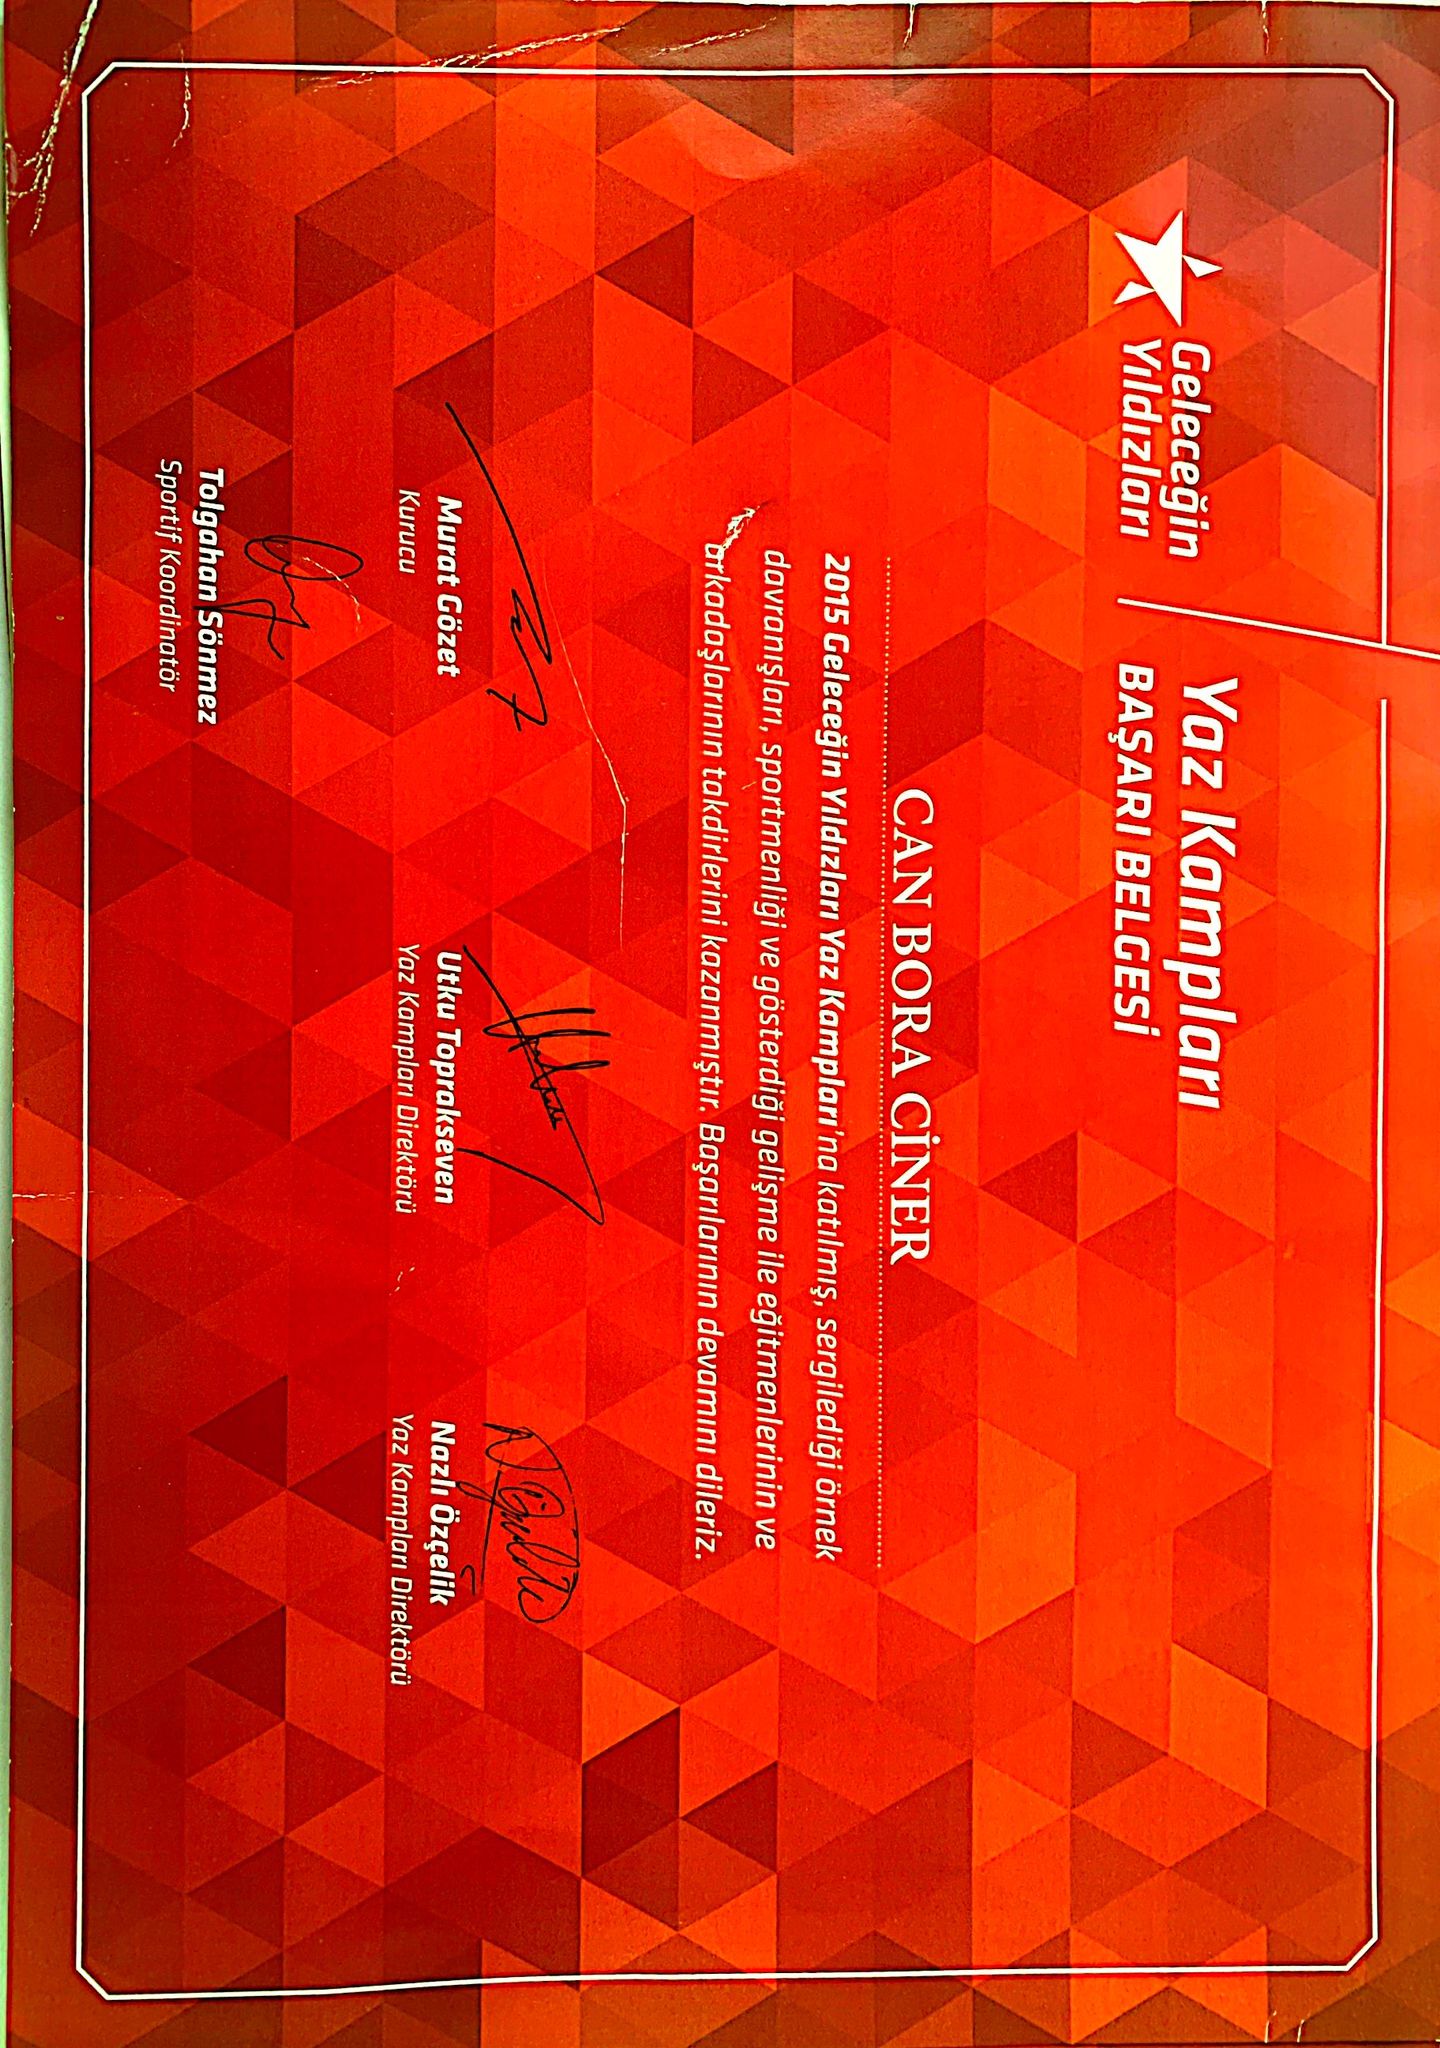 Geleceğin
Yıldızları
Yaz Kampları
BAŞARI BELGESİ
CAN BORA CİNER
2015 Geleceğin Yıldızları Yaz Kampları'na katılmış, sergilediği örnek
davranışları, sportmenliği ve gösterdiği gelişme ile eğitmenlerinin ve
arkadaşlarının takdirlerini kazanmıştır. Başarılarının devamını dileriz.
Murat Gözet
Kurucu
Utku Toprakseven
Yaz Kampları Direktörü
Nazlı Özçelik
Yaz Kampları Direktörü
Tolgahan Sönmez
Sportif Koordinatör